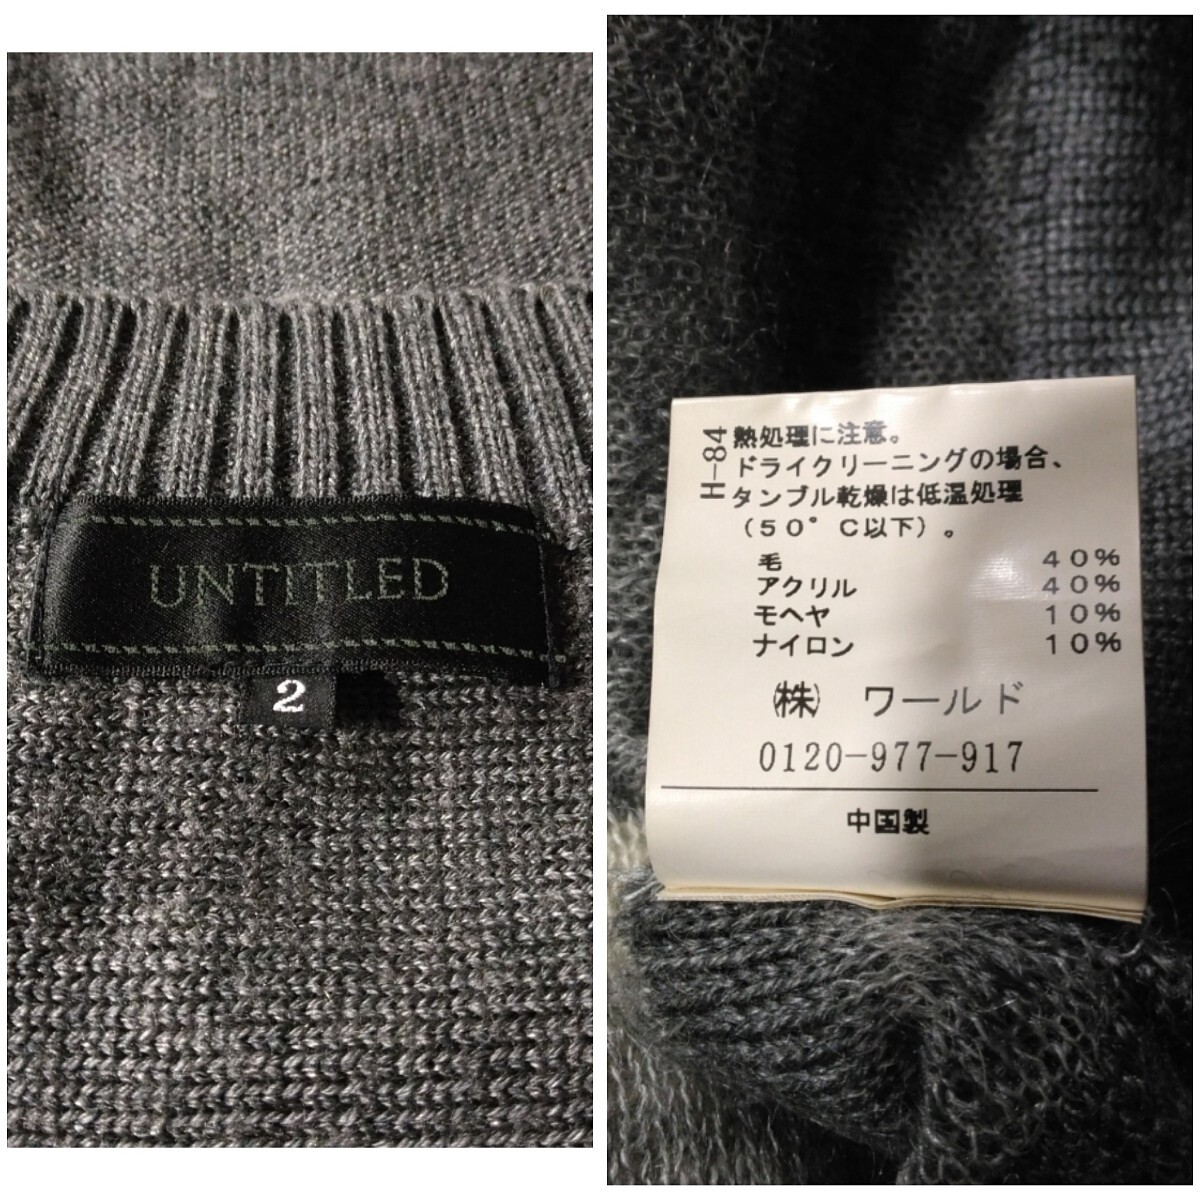 UNTITLED
2
H-84
熱処理に注意。
ドライクリーニングの場合、
タンブル乾燥は低温処理
(50°C以下)。
毛 40%
アクリル 40%
モヘヤ 10%
ナイロン 10%
㈱ ワールド
0120-977-917
中国製